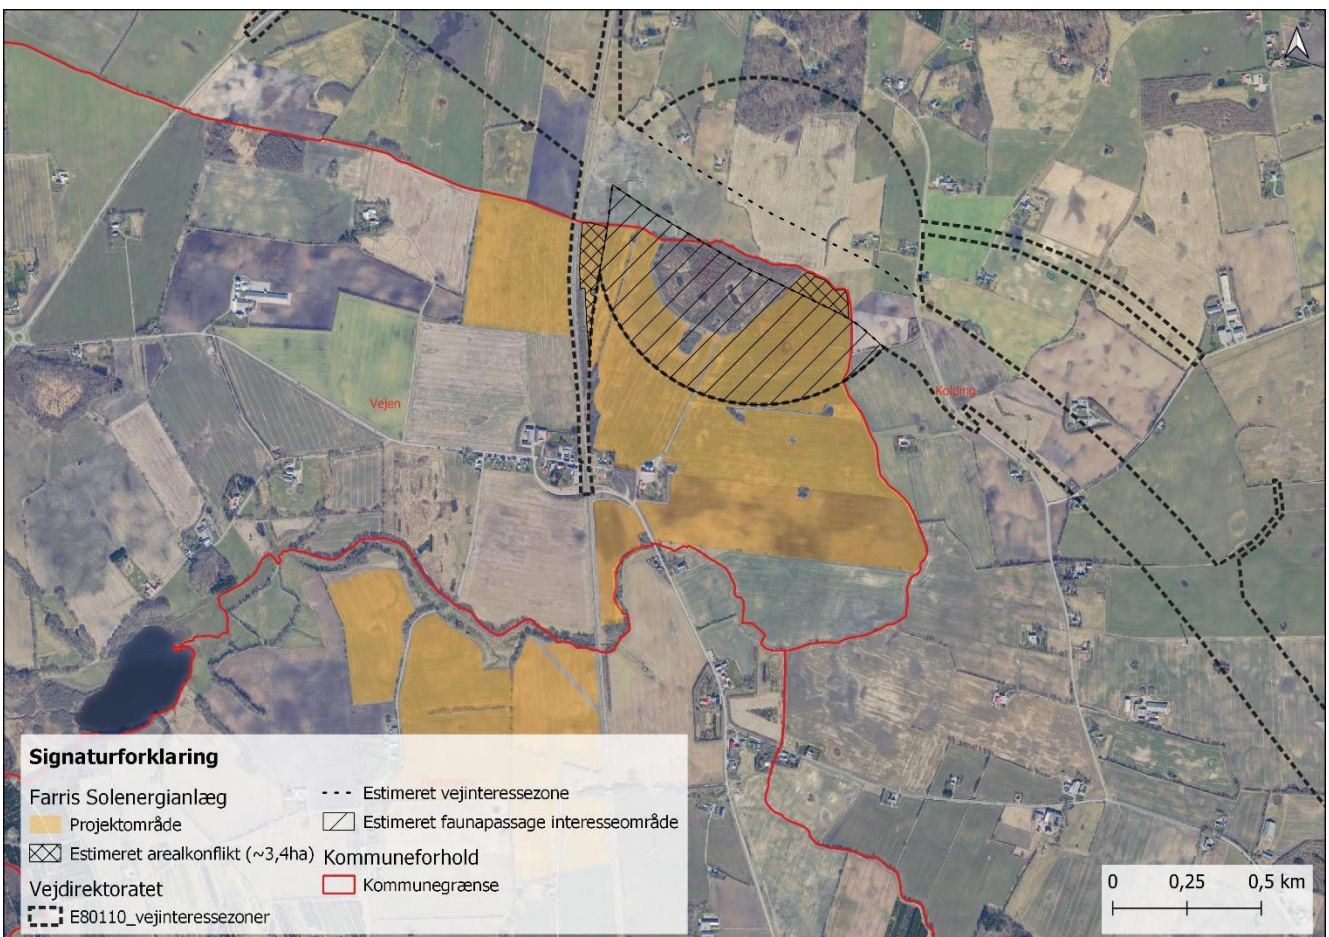 Vejen
Kolding
Signaturforklaring
Farris Solenergianlæg
Projektområde
Estimeret arealkonflikt (~3,4ha)
Vejdirektoratet
E80110_vejinteressezoner
Estimeret vejinteressezone
Estimeret faunapassage interesseområde
Kommuneforhold
Kommunegrænse
0 0,25 0,5 km